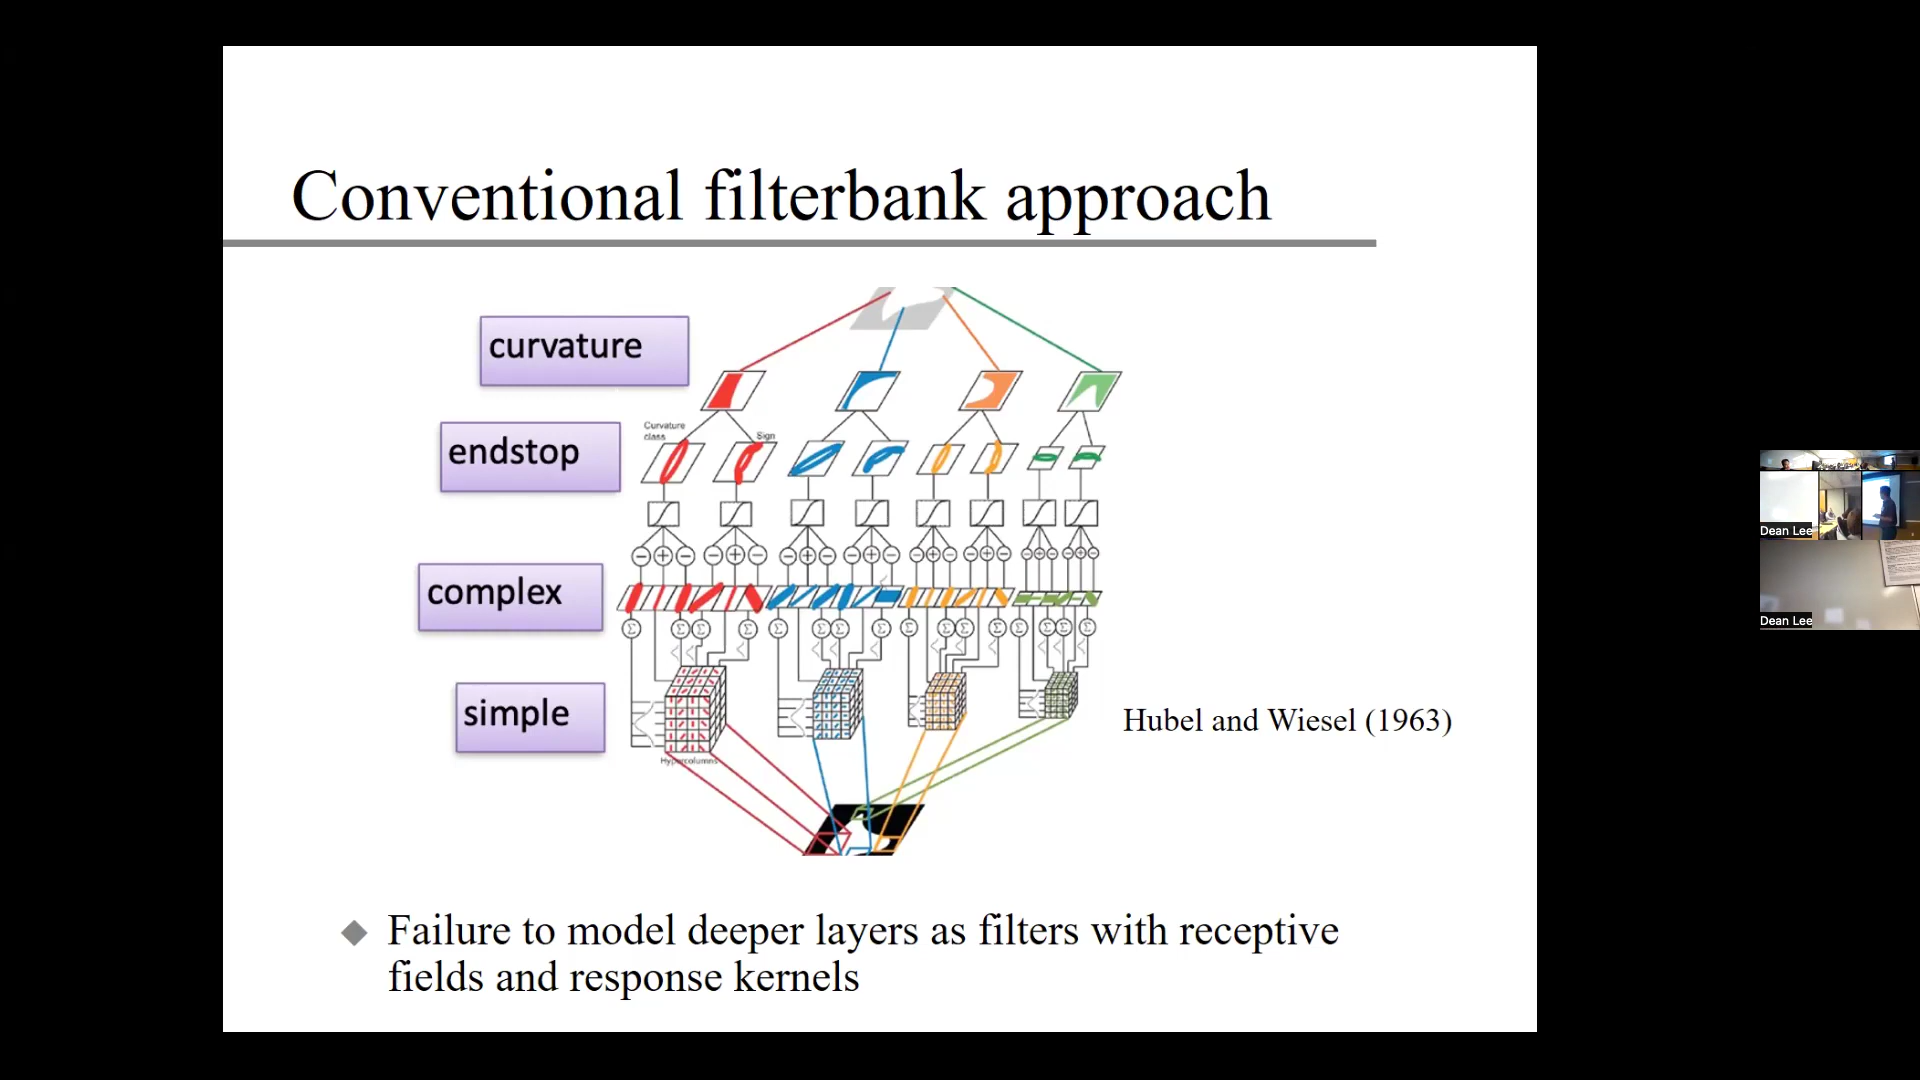 Conventional filterbank approach
curvature
Curvature
class
Sign
endstop
complex
simple
Hypercolumns
Hubel and Wiesel (1963)
Failure to model deeper layers as filters with receptive
fields and response kernels
Dean Lee
Dean Lee